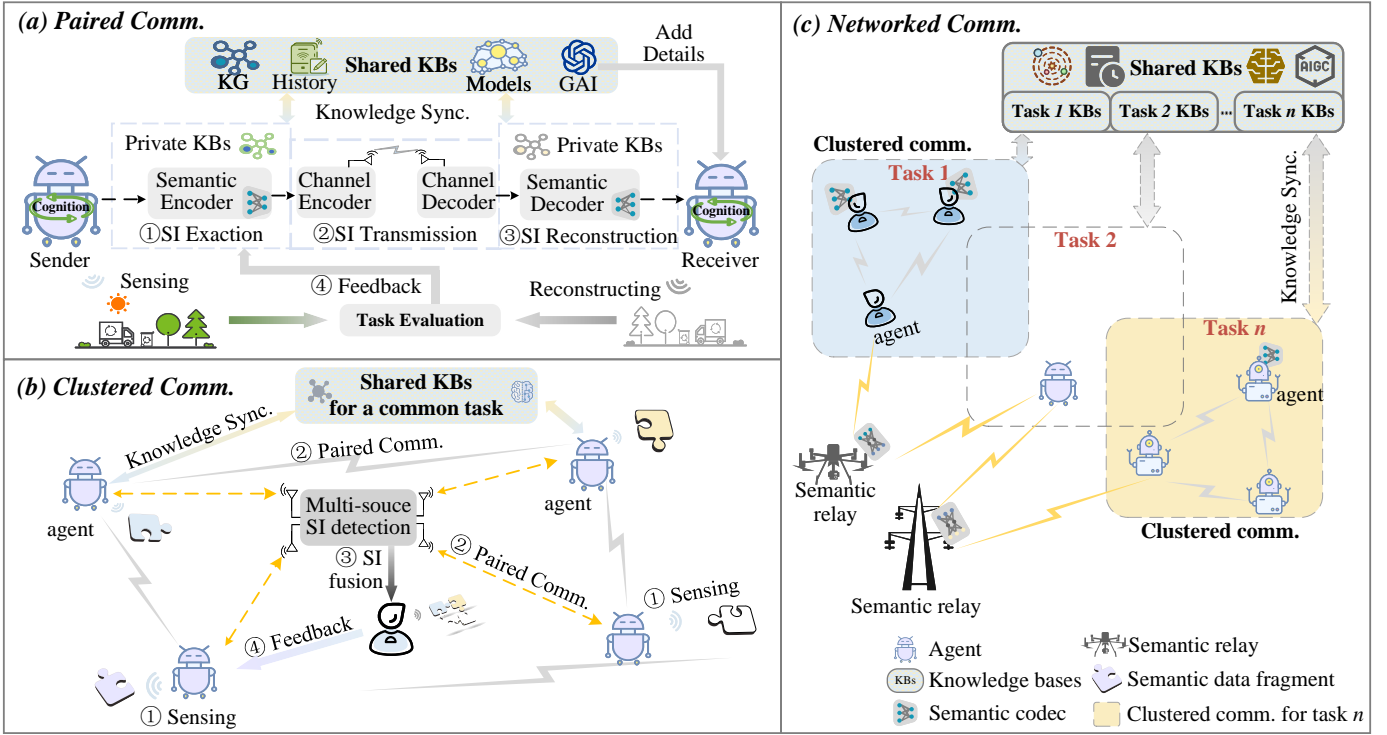 (a) Paired Comm.
Shared KBs
KG
History
Models
GAI
Add
Details
Knowledge Sync.
Private KBs
Private KBs
Semantic
Encoder
Channel
Encoder
Channel
Decoder
Semantic
Decoder
Cognition
Cognition
①SI Exaction
②SI Transmission
③SI Reconstruction
Sender
Receiver
Sensing
④ Feedback
Reconstructing
Task Evaluation
(b) Clustered Comm.
Shared KBs
for a common task
Knowledge Sync.
② Paired Comm.
agent
agent
Multi-souce
SI detection
③ SI
fusion
② Paired Comm.
① Sensing
④ Feedback
① Sensing
(c) Networked Comm.
Shared KBs
AIGC
Task 1 KBs
Task 2 KBs
...
Task n KBs
Clustered comm.
Task 1
agent
Task 2
Knowledge Sync.
Task n
agent
Clustered comm.
Semantic
relay
Semantic relay
Agent
Semantic relay
KBs
Knowledge bases
Semantic data fragment
Semantic codec
Clustered comm. for task n